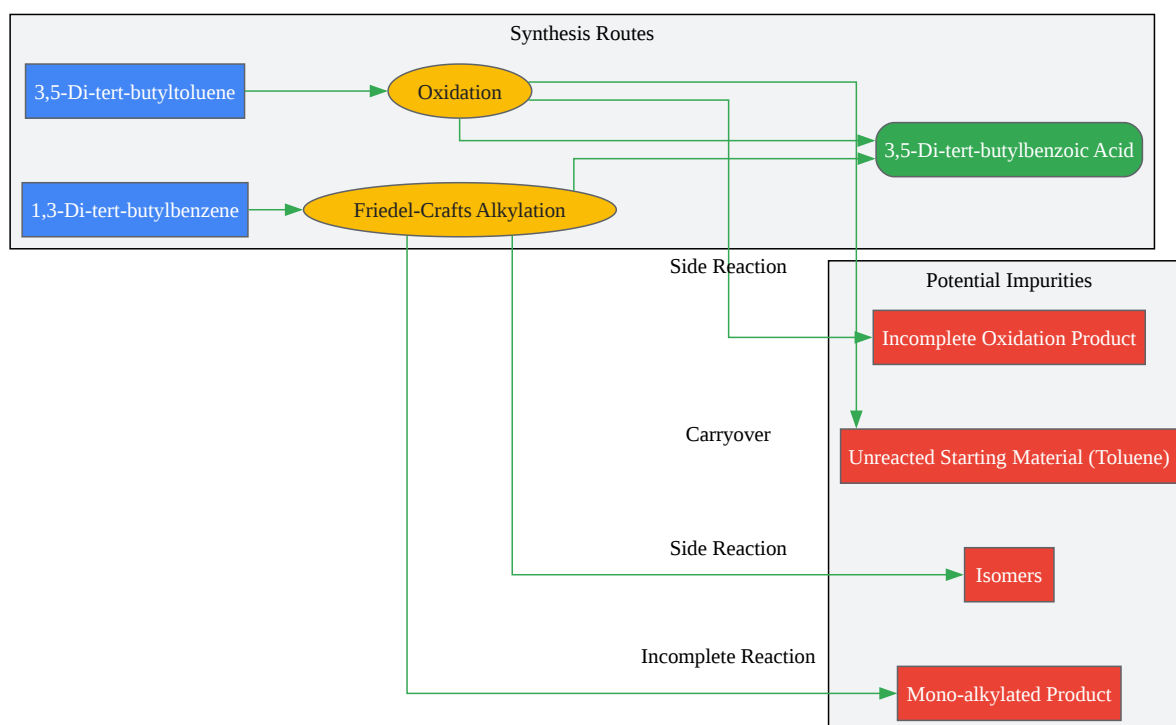 Synthesis Routes
3,5-Di-tert-butyltoluene
Oxidation
3,5-Di-tert-butylbenzoic Acid
1,3-Di-tert-butylbenzene
Friedel-Crafts Alkylation
Side Reaction
Potential Impurities
Incomplete Oxidation Product
Carryover
Unreacted Starting Material (Toluene)
Side Reaction
Isomers
Incomplete Reaction
Mono-alkylated Product